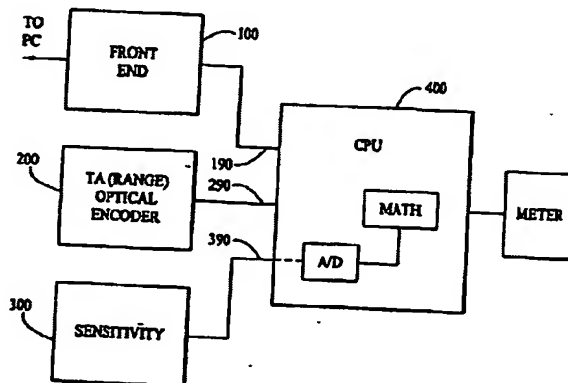 TO
PC
FRONT
END
100
400
CPU
200
TA (RANGE)
OPTICAL
ENCODER
190
290
MATH
METER
390
A/D
300
SENSITIVITY